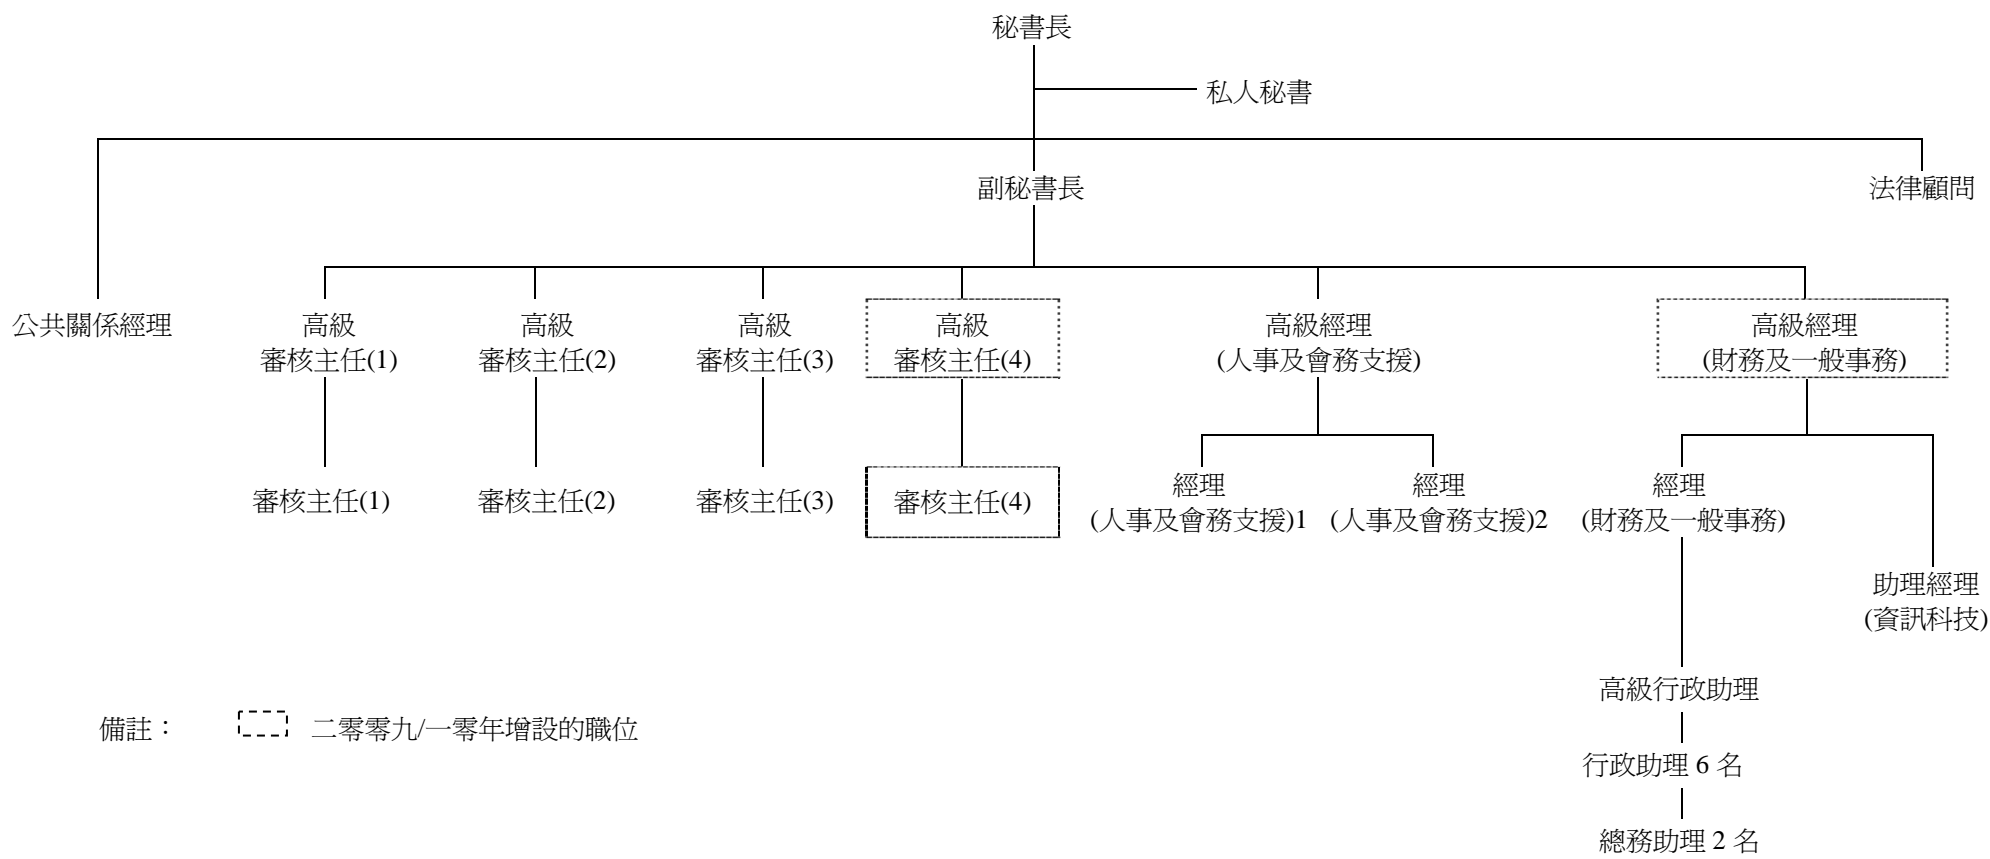 秘書長
私人秘書
副秘書長
法律顧問
公共關係經理
高級
審核主任(1)
高級
審核主任(2)
高級
審核主任(3)
高級
審核主任(4)
高級經理
(人事及會務支援)
高級經理
(財務及一般事務)
審核主任(1)
審核主任(2)
審核主任(3)
審核主任(4)
經理
(人事及會務支援)1
經理
(人事及會務支援)2
經理
(財務及一般事務)
助理經理
(資訊科技)
高級行政助理
行政助理 6 名
總務助理 2 名
備註：
二零零九/一零年增設的職位